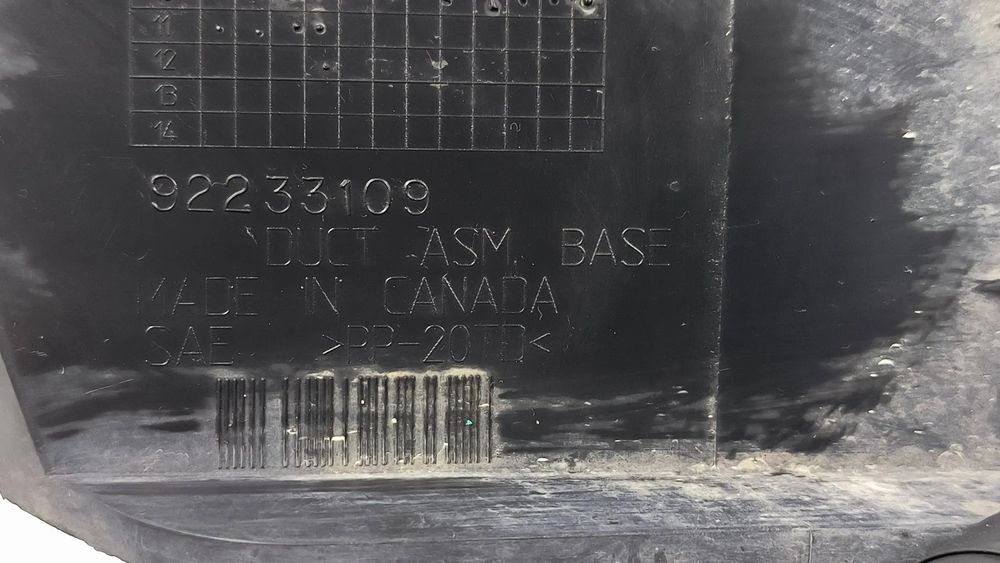 11
12
13
14
92233109
DUCT ASM, BASE
MADE IN CANADA
SAE >PP-20TD<